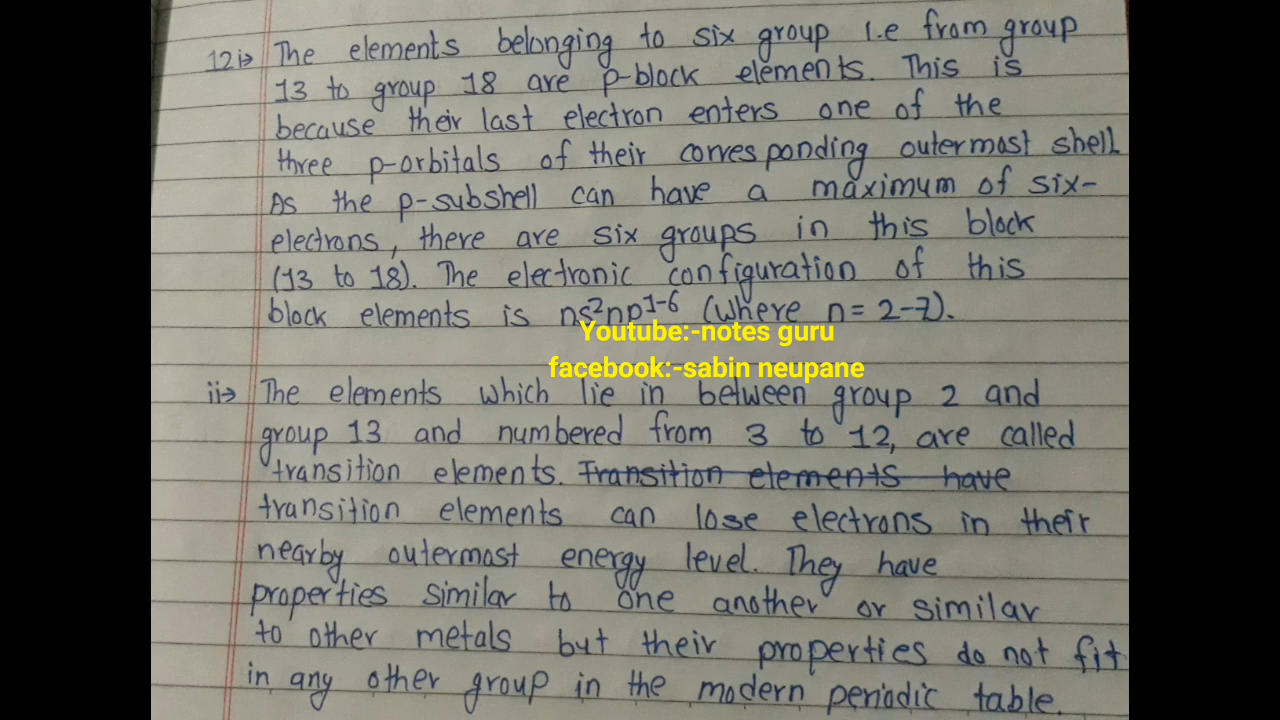 12i→ The elements belonging to six group i.e from group
13 to group 18 are p-block elements. This is
because their last electron enters one of the
three p-orbitals of their corresponding outermost shell.
As the p-subshell can have a maximum of six-
electrons, there are six groups in this block
(13 to 18). The electronic configuration of this
block elements is ns²np¹⁻⁶ (where n= 2-7).
Youtube:-notes guru
facebook:-sabin neupane
ii→ The elements which lie in between group 2 and
group 13 and numbered from 3 to 12, are called
transition elements. Transition elements have
transition elements can lose electrons in their
nearby outermost energy level. They have
properties similar to one another or similar
to other metals but their properties do not fit
in any other group in the modern periodic table.